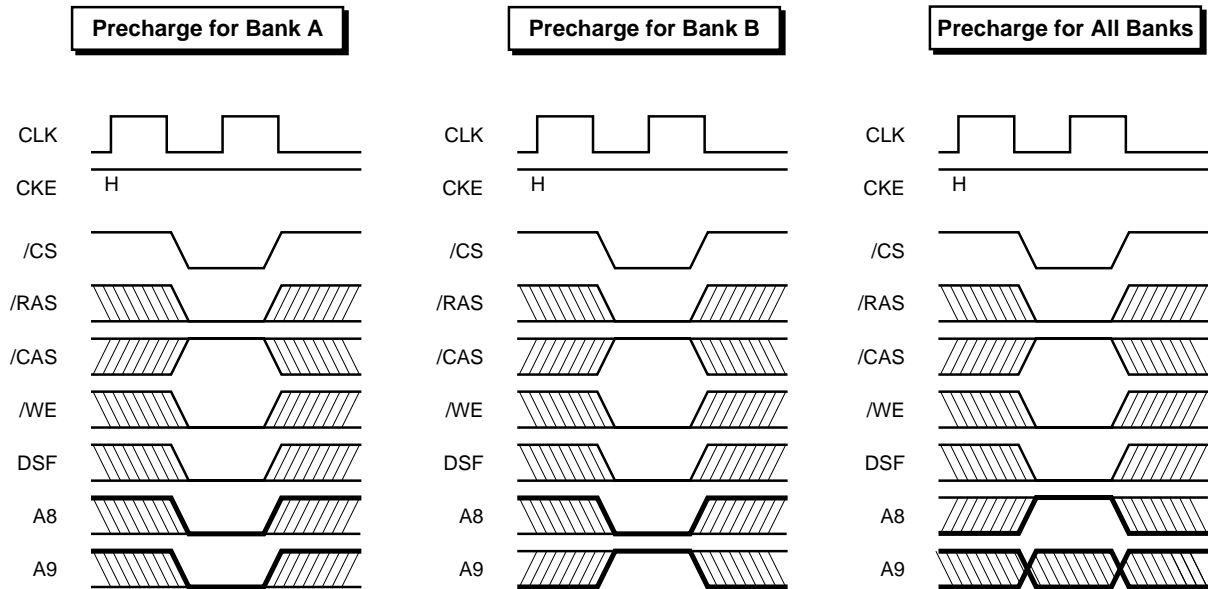 Precharge for Bank A
CLK
CKE
H
/CS
/RAS
/CAS
/WE
DSF
A8
A9
Precharge for Bank B
CLK
CKE
H
/CS
/RAS
/CAS
/WE
DSF
A8
A9
Precharge for All Banks
CLK
CKE
H
/CS
/RAS
/CAS
/WE
DSF
A8
A9